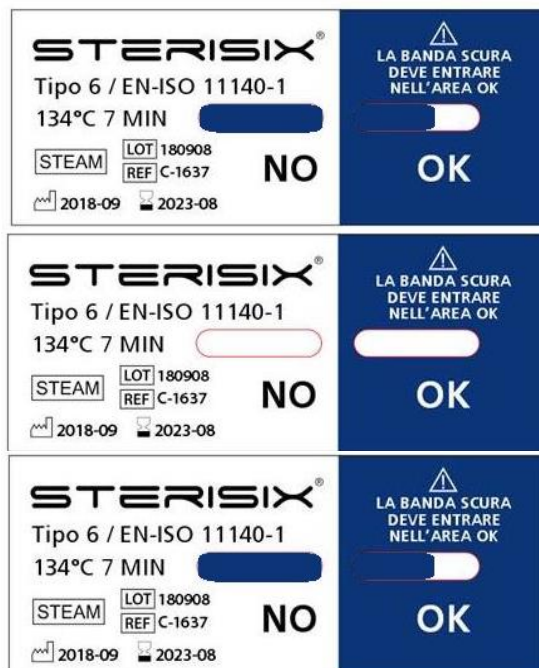 STERISIX®
Tipo 6 / EN-ISO 11140-1
134°C 7 MIN
STEAM
LOT 180908
REF C-1637
2018-09 2023-08
NO
LA BANDA SCURA
DEVE ENTRARE
NELL'AREA OK
OK
STERISIX®
Tipo 6 / EN-ISO 11140-1
134°C 7 MIN
STEAM
LOT 180908
REF C-1637
2018-09 2023-08
NO
LA BANDA SCURA
DEVE ENTRARE
NELL'AREA OK
OK
STERISIX®
Tipo 6 / EN-ISO 11140-1
134°C 7 MIN
STEAM
LOT 180908
REF C-1637
2018-09 2023-08
NO
LA BANDA SCURA
DEVE ENTRARE
NELL'AREA OK
OK